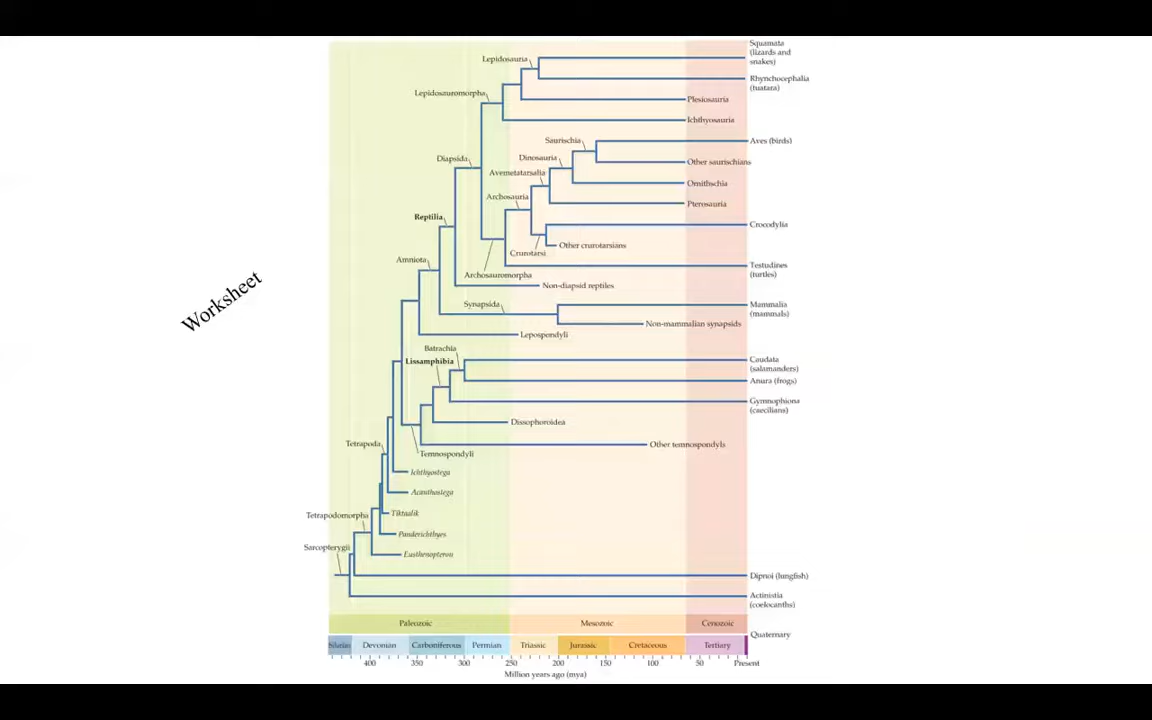 Squamata
(lizards and
snakes)
Lepidosauria
Rhynchocephalia
(tuatara)
Lepidosauromorpha
Plesiosauria
Ichthyosauria
Saurischia
Aves (birds)
Dinosauria
Other saurischians
Diapsida
Avemetatarsalia
Ornithschia
Archosauria
Pterosauria
Reptilia
Crocodylia
Other crurotarsians
Crurotarsi
Amniota
Testudines
(turtles)
Archosauromorpha
Non-diapsid reptiles
Worksheet
Synapsida
Mammalia
(mammals)
Non-mammalian synapsids
Lepospondyli
Batrachia
Lissamphibia
Caudata
(salamanders)
Anura (frogs)
Gymnophiona
(caecilians)
Dissophoroidea
Tetrapoda
Other temnospondyls
Temnospondyli
Ichthyostega
Acanthostega
Tetrapodomorpha
Tiktaalik
Panderichthyes
Sarcopterygii
Eusthenopteron
Dipnoi (lungfish)
Actinistia
(coelocanths)
Paleozoic Mesozoic Cenozoic
Quaternary
Silurian Devonian Carboniferous Permian Triassic Jurassic Cretaceous Tertiary
400 350 300 250 200 150 100 50 Present
Million years ago (mya)